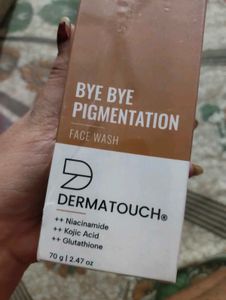 BYE BYE
PIGMENTATION
FACE WASH
DERMATOUCH®
++ Niacinamide
++ Kojic Acid
++ Glutathione
70 g | 2.47 oz